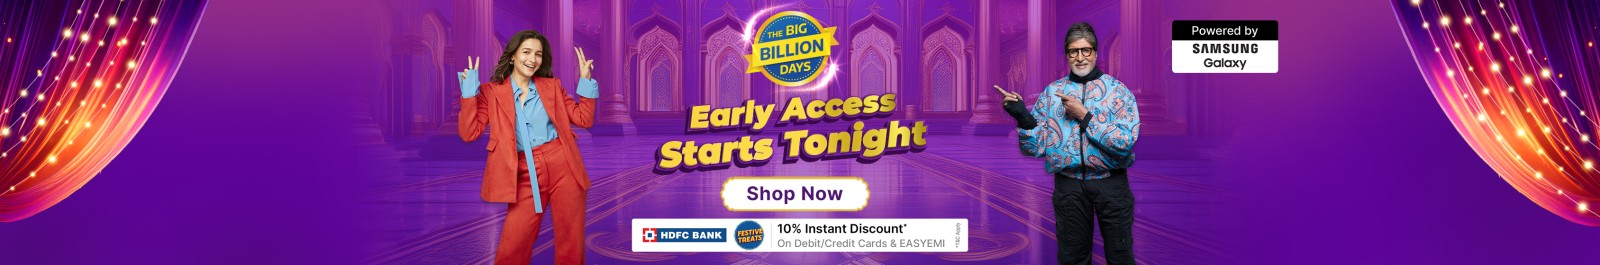 THE BIG
BILLION
DAYS
Early Access
Starts Tonight
Shop Now
HDFC BANK
FESTIVE
TREATS
10% Instant Discount*
On Debit/Credit Cards & EASYEMI
*T&C Apply
Powered by
SAMSUNG
Galaxy